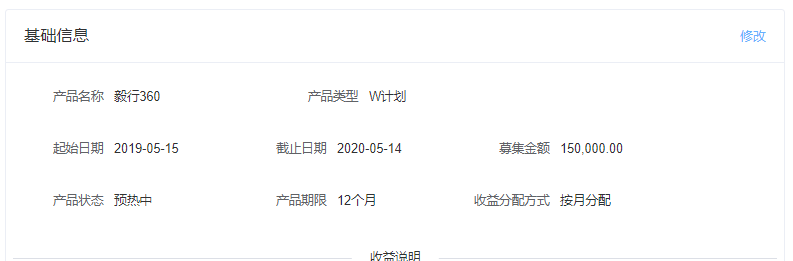 基础信息 修改
产品名称 毅行360 产品类型 W计划
起始日期 2019-05-15 截止日期 2020-05-14 募集金额 150,000.00
产品状态 预热中 产品期限 12个月 收益分配方式 按月分配
收益说明